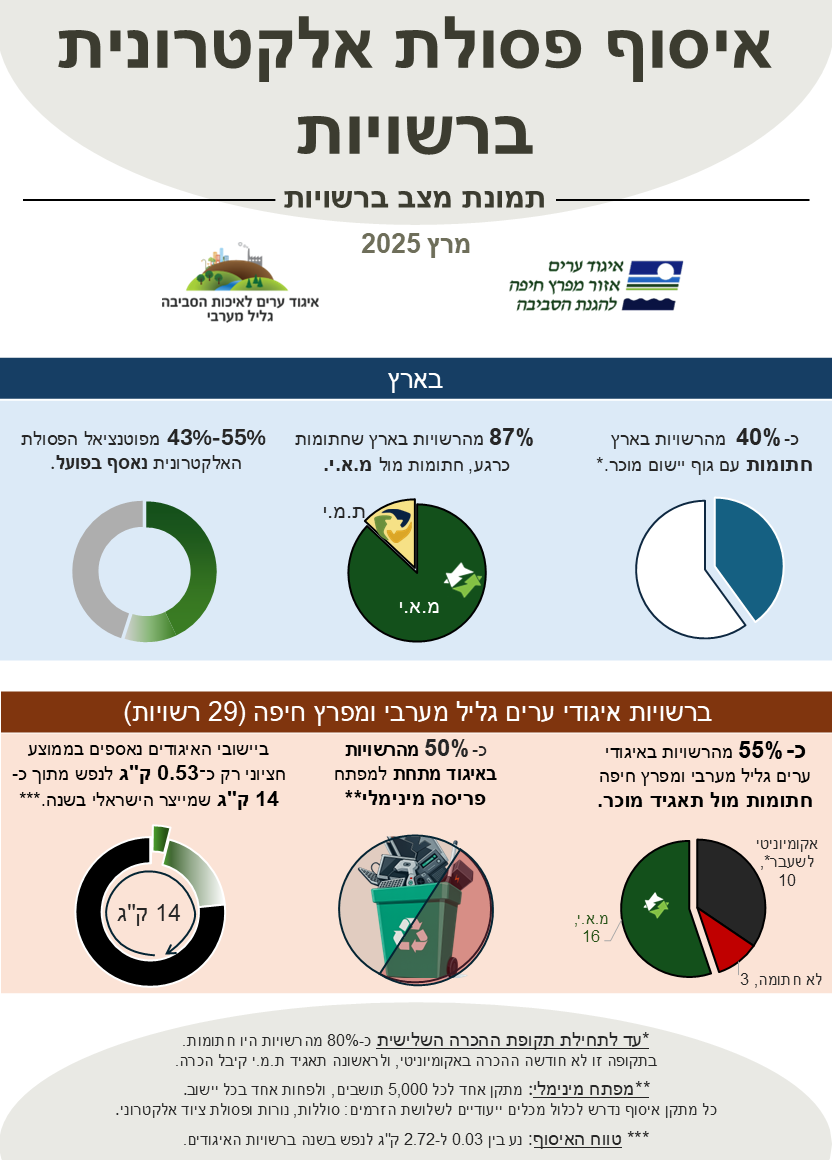 איסוף פסולת אלקטרונית
ברשויות
תמונת מצב ברשויות
מרץ 2025
איגוד ערים
אזור מפרץ חיפה
להגנת הסביבה
איגוד ערים לאיכות הסביבה
גליל מערבי
בארץ
כ- 40% מהרשויות בארץ
חתומות עם גוף יישום מוכר.*
87% מהרשויות בארץ שחתומות
כרגע, חתומות מול מ.א.י.
ת.מ.י
מ.א.י
43%-55% מפוטנציאל הפסולת
האלקטרונית נאסף בפועל.
ברשויות איגודי ערים גליל מערבי ומפרץ חיפה (29 רשויות)
כ- 55% מהרשויות באיגודי
ערים גליל מערבי ומפרץ חיפה
חתומות מול תאגיד מוכר.
אקומיוניטי
לשעבר*,
10
מ.א.י,
16
לא חתומה, 3
כ- 50% מהרשויות
באיגוד מתחת למפתח
פריסה מינימלי**
ביישובי האיגודים נאספים בממוצע
חציוני רק כ־0.53 ק"ג לנפש מתוך כ-
14 ק"ג שמייצר הישראלי בשנה.***
14 ק"ג
*עד לתחילת תקופת ההכרה השלישית כ-80% מהרשויות היו חתומות.
בתקופה זו לא חודשה ההכרה באקומיוניטי, ולראשונה תאגיד ת.מ.י קיבל הכרה.
**מפתח מינימלי: מתקן אחד לכל 5,000 תושבים, ולפחות אחד בכל יישוב.
כל מתקן איסוף נדרש לכלול מכלים ייעודיים לשלושת הזרמים: סוללות, נורות ופסולת ציוד אלקטרוני.
*** טווח האיסוף: נע בין 0.03 ל-2.72 ק"ג לנפש בשנה ברשויות האיגודים.